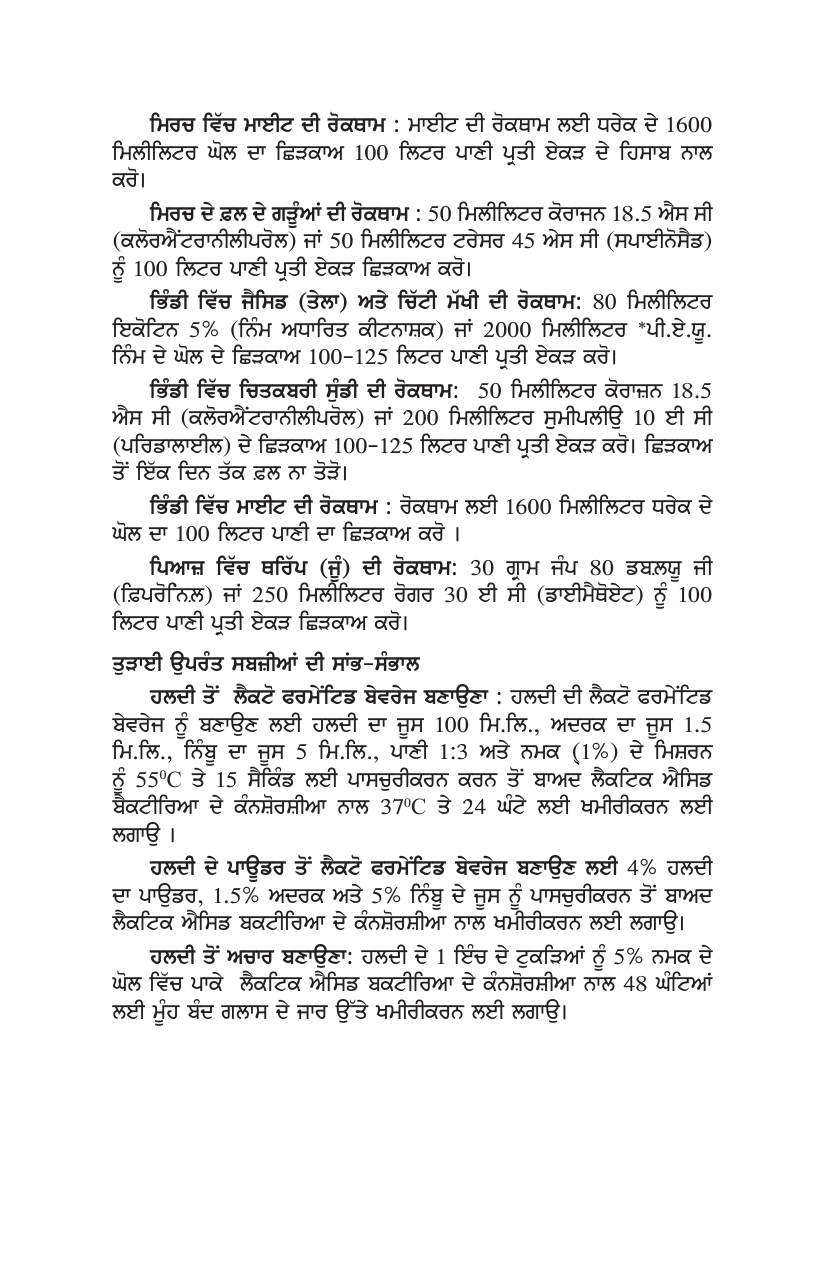 ਮਿਰਚ ਵਿੱਚ ਮਾਈਟ ਦੀ ਰੋਕਥਾਮ : ਮਾਈਟ ਦੀ ਰੋਕਥਾਮ ਲਈ ਧਰੇਕ ਦੇ 1600
ਮਿਲੀਲਿਟਰ ਘੋਲ ਦਾ ਛਿੜਕਾਅ 100 ਲਿਟਰ ਪਾਣੀ ਪ੍ਰਤੀ ਏਕੜ ਦੇ ਹਿਸਾਬ ਨਾਲ
ਕਰੋ।
ਮਿਰਚ ਦੇ ਫ਼ਲ ਦੇ ਗੜੂੰਆਂ ਦੀ ਰੋਕਥਾਮ : 50 ਮਿਲੀਲਿਟਰ ਕੋਰਾਜਨ 18.5 ਐਸ ਸੀ
(ਕਲੋਰਐਂਟਰਾਨੀਲੀਪਰੋਲ) ਜਾਂ 50 ਮਿਲੀਲਿਟਰ ਟਰੇਸਰ 45 ਐਸ ਸੀ (ਸਪਾਈਨੋਸੈਡ)
ਨੂੰ 100 ਲਿਟਰ ਪਾਣੀ ਪ੍ਰਤੀ ਏਕੜ ਛਿੜਕਾਅ ਕਰੋ।
ਭਿੰਡੀ ਵਿੱਚ ਜੈਸਿਡ (ਤੇਲਾ) ਅਤੇ ਚਿੱਟੀ ਮੱਖੀ ਦੀ ਰੋਕਥਾਮ: 80 ਮਿਲੀਲਿਟਰ
ਇਕੋਟਿਨ 5% (ਨਿੰਮ ਅਧਾਰਿਤ ਕੀਟਨਾਸ਼ਕ) ਜਾਂ 2000 ਮਿਲੀਲਿਟਰ *ਪੀ.ਏ.ਯੂ.
ਨਿੰਮ ਦੇ ਘੋਲ ਦੇ ਛਿੜਕਾਅ 100-125 ਲਿਟਰ ਪਾਣੀ ਪ੍ਰਤੀ ਏਕੜ ਕਰੋ।
ਭਿੰਡੀ ਵਿੱਚ ਚਿਤਕਬਰੀ ਸੁੰਡੀ ਦੀ ਰੋਕਥਾਮ: 50 ਮਿਲੀਲਿਟਰ ਕੋਰਾਜ਼ਨ 18.5
ਐਸ ਸੀ (ਕਲੋਰਐਂਟਰਾਨੀਲੀਪਰੋਲ) ਜਾਂ 200 ਮਿਲੀਲਿਟਰ ਸੁਮੀਪਲੀਉ 10 ਈ ਸੀ
(ਪਰਿਡਾਲਾਈਲ) ਦੇ ਛਿੜਕਾਅ 100-125 ਲਿਟਰ ਪਾਣੀ ਪ੍ਰਤੀ ਏਕੜ ਕਰੋ। ਛਿੜਕਾਅ
ਤੋਂ ਇੱਕ ਦਿਨ ਤੱਕ ਫ਼ਲ ਨਾ ਤੋੜੋ।
ਭਿੰਡੀ ਵਿੱਚ ਮਾਈਟ ਦੀ ਰੋਕਥਾਮ : ਰੋਕਥਾਮ ਲਈ 1600 ਮਿਲੀਲਿਟਰ ਧਰੇਕ ਦੇ
ਘੋਲ ਦਾ 100 ਲਿਟਰ ਪਾਣੀ ਦਾ ਛਿੜਕਾਅ ਕਰੋ ।
ਪਿਆਜ਼ ਵਿੱਚ ਥਰਿੱਪ (ਜੂੰ) ਦੀ ਰੋਕਥਾਮ: 30 ਗ੍ਰਾਮ ਜੰਪ 80 ਡਬਲਯੂ ਜੀ
(ਫ਼ਿਪਰੋਨਿਲ) ਜਾਂ 250 ਮਿਲੀਲਿਟਰ ਰੋਗਰ 30 ਈ ਸੀ (ਡਾਈਮੈਥੋਏਟ) ਨੂੰ 100
ਲਿਟਰ ਪਾਣੀ ਪ੍ਰਤੀ ਏਕੜ ਛਿੜਕਾਅ ਕਰੋ।
ਤੁੜਾਈ ਉਪਰੰਤ ਸਬਜ਼ੀਆਂ ਦੀ ਸਾਂਭ-ਸੰਭਾਲ
ਹਲਦੀ ਤੋਂ ਲੈਕਟੋ ਫਰਮੇਂਟਿਡ ਬੇਵਰੇਜ ਬਣਾਉਣਾ : ਹਲਦੀ ਦੀ ਲੈਕਟੋ ਫਰਮੇਂਟਿਡ
ਬੇਵਰੇਜ ਨੂੰ ਬਣਾਉਣ ਲਈ ਹਲਦੀ ਦਾ ਜੂਸ 100 ਮਿ.ਲਿ., ਅਦਰਕ ਦਾ ਜੂਸ 1.5
ਮਿ.ਲਿ., ਨਿੰਬੂ ਦਾ ਜੂਸ 5 ਮਿ.ਲਿ., ਪਾਣੀ 1:3 ਅਤੇ ਨਮਕ (1%) ਦੇ ਮਿਸ਼ਰਨ
ਨੂੰ 55⁰C ਤੇ 15 ਸੈਕਿੰਡ ਲਈ ਪਾਸਚੁਰੀਕਰਨ ਕਰਨ ਤੋਂ ਬਾਅਦ ਲੈਕਟਿਕ ਐਸਿਡ
ਬੈਕਟੀਰਿਆ ਦੇ ਕੰਨਸ਼ੋਰਸ਼ੀਆ ਨਾਲ 37⁰C ਤੇ 24 ਘੰਟੇ ਲਈ ਖਮੀਰੀਕਰਨ ਲਈ
ਲਗਾਉ ।
ਹਲਦੀ ਦੇ ਪਾਊਡਰ ਤੋਂ ਲੈਕਟੋ ਫਰਮੇਂਟਿਡ ਬੇਵਰੇਜ ਬਣਾਉਣ ਲਈ 4% ਹਲਦੀ
ਦਾ ਪਾਉਡਰ, 1.5% ਅਦਰਕ ਅਤੇ 5% ਨਿੰਬੂ ਦੇ ਜੂਸ ਨੂੰ ਪਾਸਚੁਰੀਕਰਨ ਤੋਂ ਬਾਅਦ
ਲੈਕਟਿਕ ਐਸਿਡ ਬਕਟੀਰਿਆ ਦੇ ਕੰਨਸ਼ੋਰਸ਼ੀਆ ਨਾਲ ਖਮੀਰੀਕਰਨ ਲਈ ਲਗਾਉ।
ਹਲਦੀ ਤੋਂ ਅਚਾਰ ਬਣਾਉਣਾ: ਹਲਦੀ ਦੇ 1 ਇੰਚ ਦੇ ਟੁਕੜਿਆਂ ਨੂੰ 5% ਨਮਕ ਦੇ
ਘੋਲ ਵਿੱਚ ਪਾਕੇ ਲੈਕਟਿਕ ਐਸਿਡ ਬਕਟੀਰਿਆ ਦੇ ਕੰਨਸ਼ੋਰਸ਼ੀਆ ਨਾਲ 48 ਘੰਟਿਆਂ
ਲਈ ਮੂੰਹ ਬੰਦ ਗਲਾਸ ਦੇ ਜਾਰ ਉੱਤੇ ਖਮੀਰੀਕਰਨ ਲਈ ਲਗਾਉ।